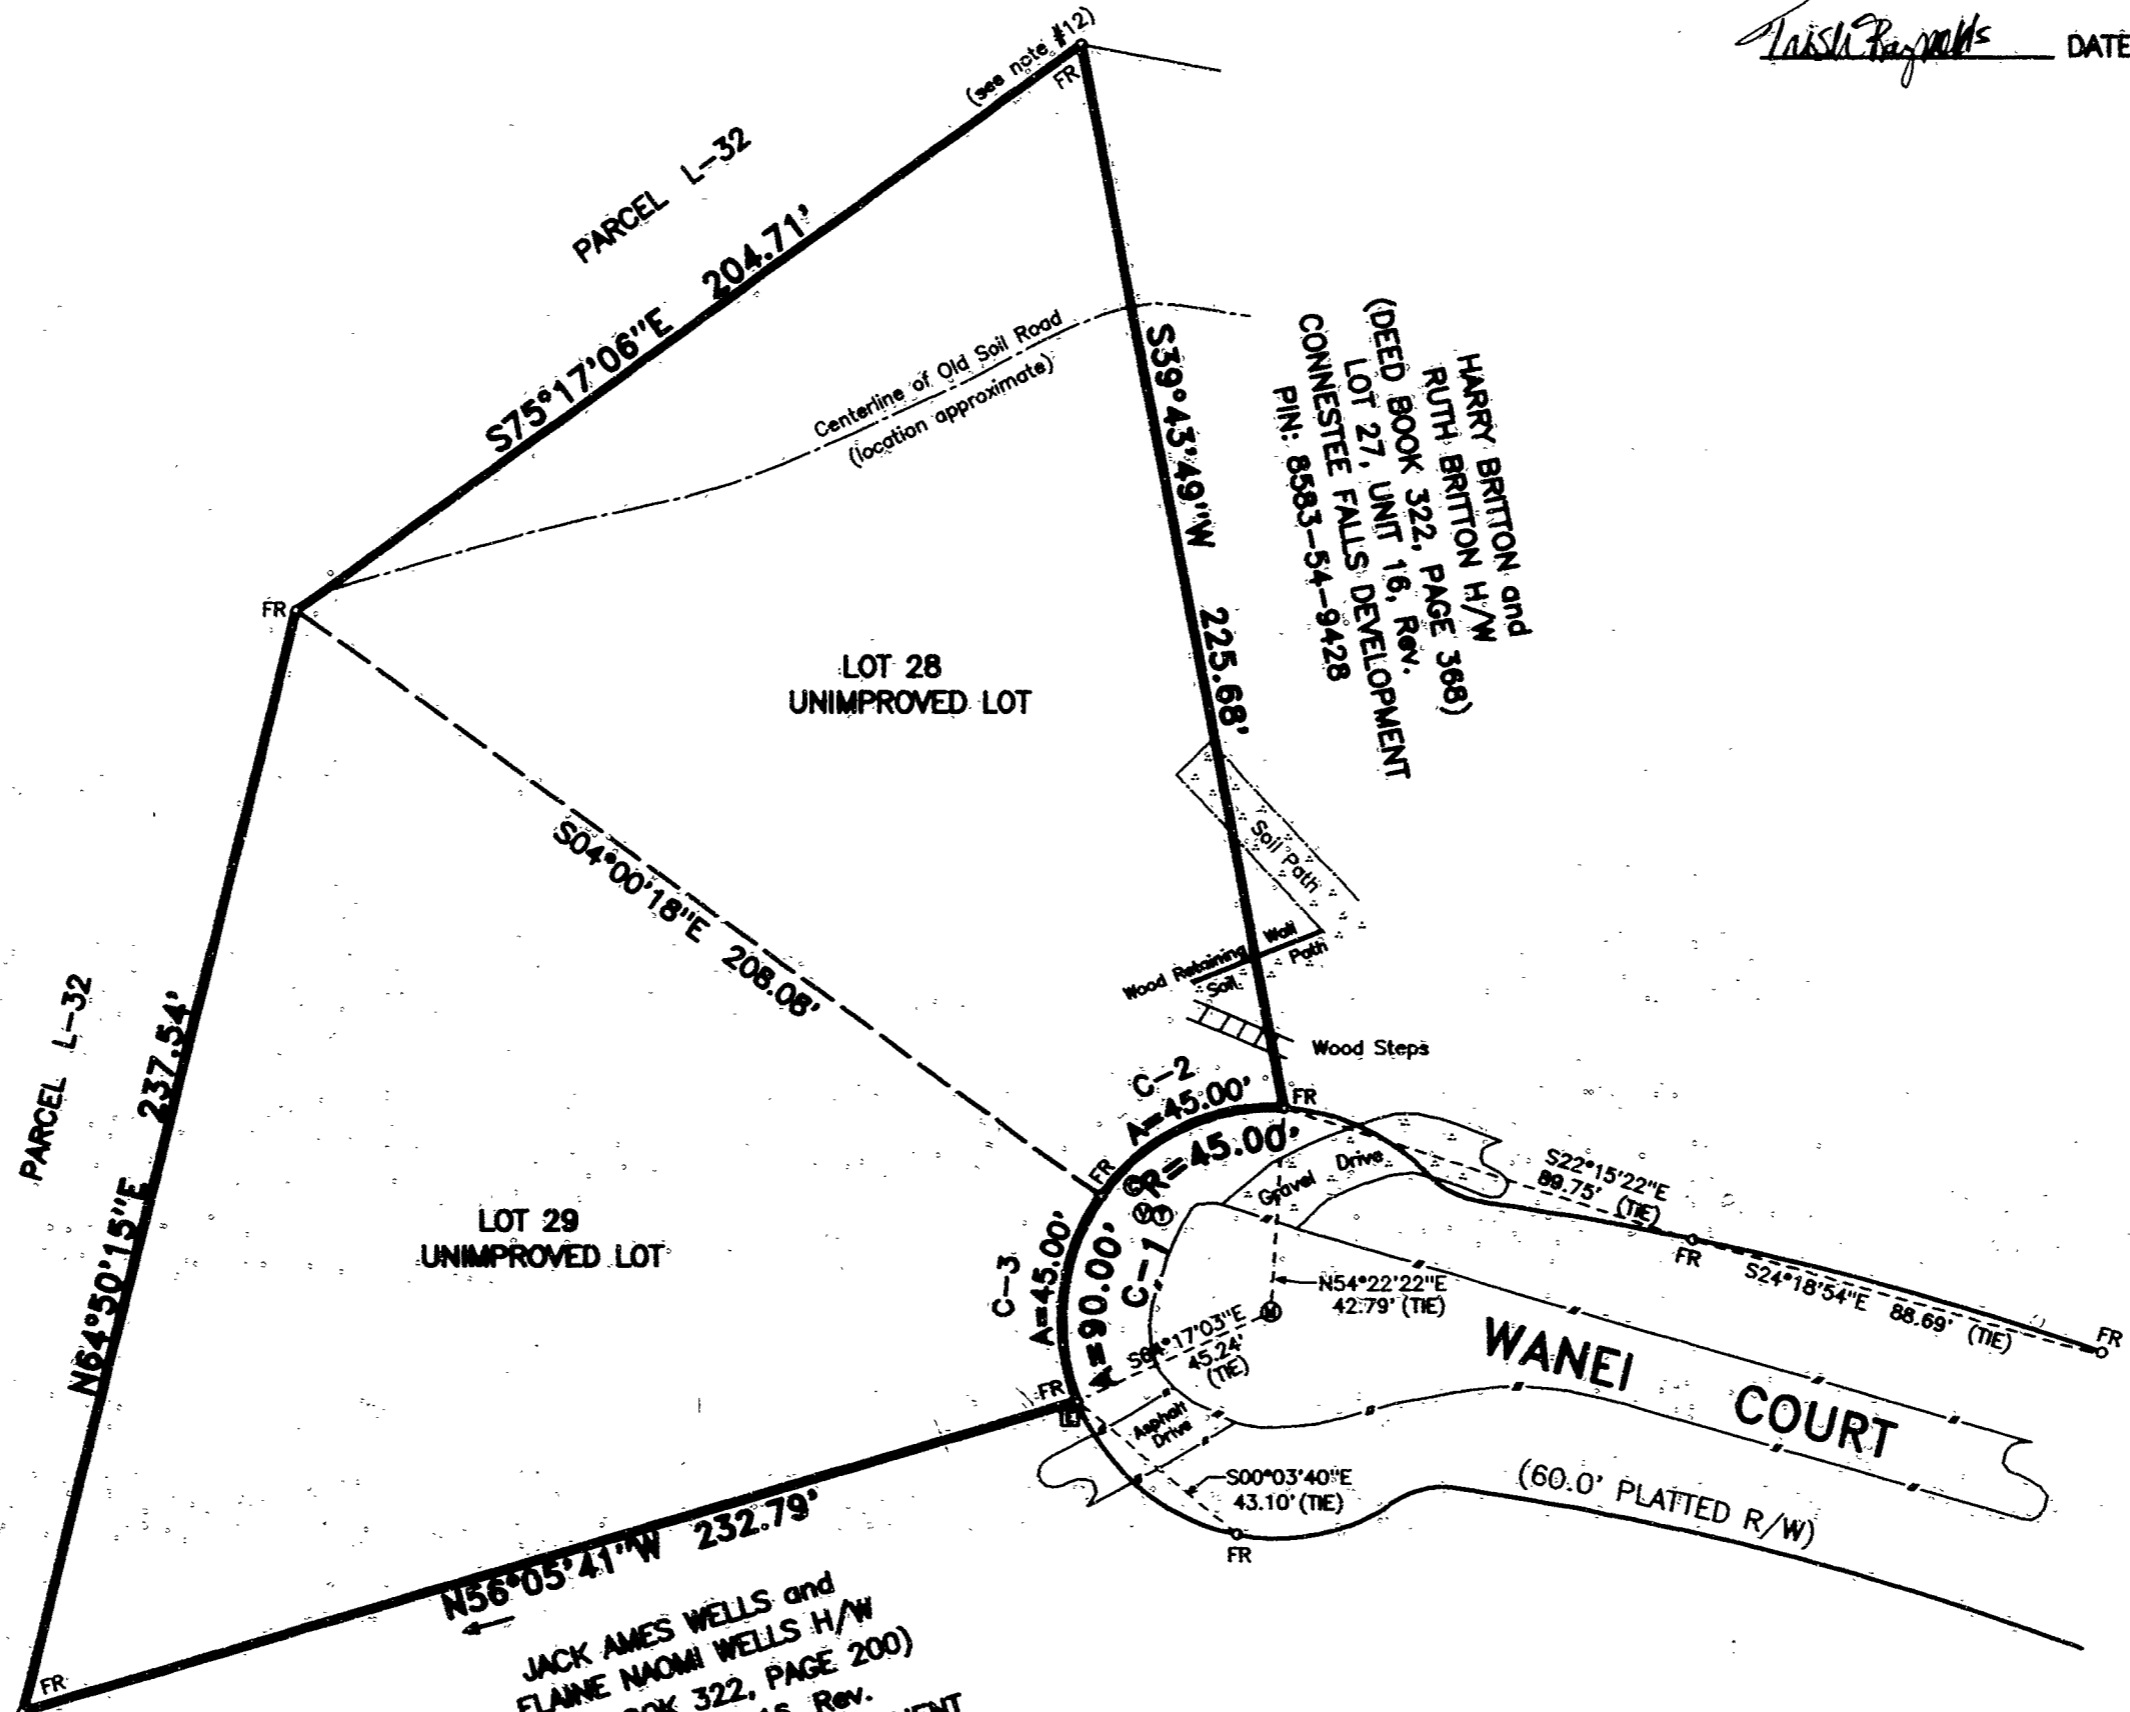 Trish Reynolds DATE
(see note #12)
FR
PARCEL L-32
S75°17'06"E 204.71'
Centerline of Old Soil Road
(location approximate)
S39°43'49"W 225.68'
HARRY BRITTON and
RUTH BRITTON H/W
(DEED BOOK 322, PAGE 368)
LOT 27, UNIT 16, Rev.
CONNESTEE FALLS DEVELOPMENT
PIN: 8583-54-9428
FR
LOT 28
UNIMPROVED LOT
S04°00'18"E 208.08'
Soil Path
Wood Retaining Wall
Soil Path
Wood Steps
PARCEL L-32
N64°50'15"E 237.54'
C-2
A=45.00'
FR
R=45.00'
FR
C
V T
Gravel Drive
S22°15'22"E
89.75' (TIE)
FR
S24°18'54"E 88.69' (TIE)
FR
LOT 29
UNIMPROVED LOT
C-3
A=45.00'
C-1
A=90.00'
N54°22'22"E
42.79' (TIE)
M
S84°17'03"E
45.24'
(TIE)
WANEI COURT
(60.0' PLATTED R/W)
FR
E
Asphalt
Drive
S00°03'40"E
43.10' (TIE)
FR
N56°05'41"W 232.79'
FR
JACK AMES WELLS and
ELAINE NAOMI WELLS H/W
322, PAGE 200)
Rev.